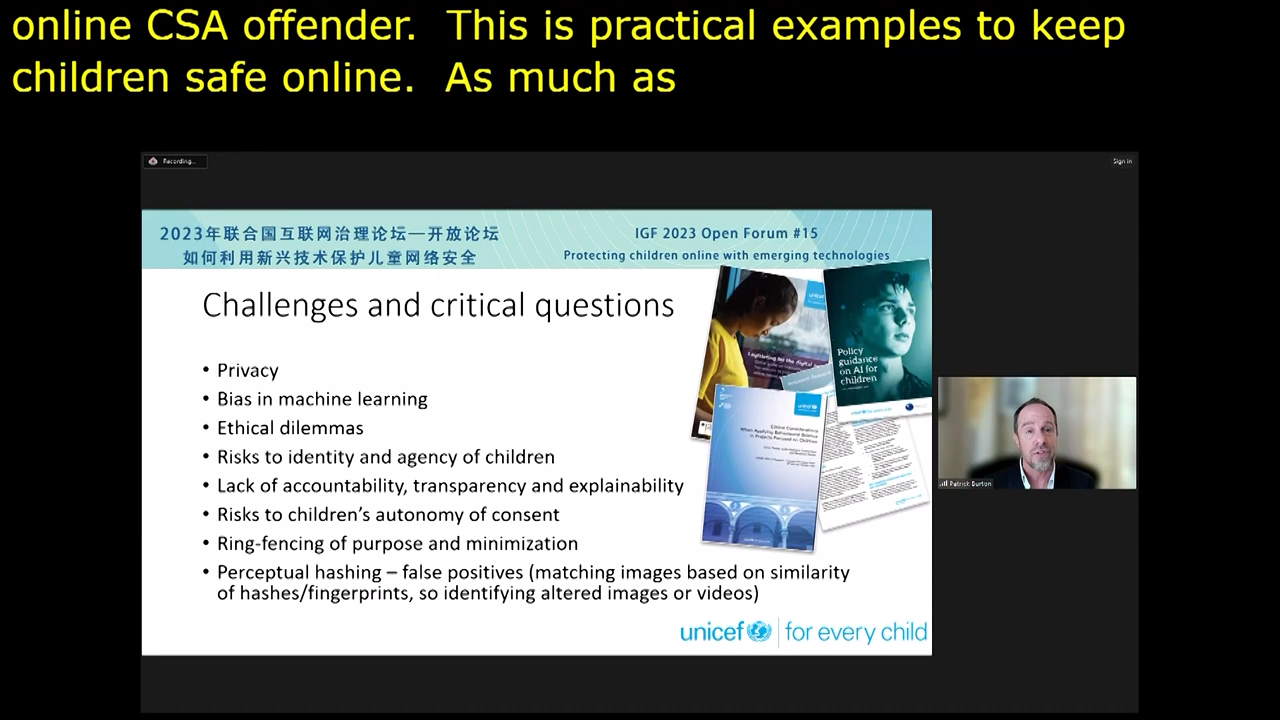 online CSA offender.  This is practical examples to keep
children safe online.  As much as
Recording...
Sign in
2023年联合国互联网治理论坛—开放论坛
如何利用新兴技术保护儿童网络安全
IGF 2023 Open Forum #15
Protecting children online with emerging technologies
Challenges and critical questions
• Privacy
• Bias in machine learning
• Ethical dilemmas
• Risks to identity and agency of children
• Lack of accountability, transparency and explainability
• Risks to children’s autonomy of consent
• Ring-fencing of purpose and minimization
• Perceptual hashing – false positives (matching images based on similarity
of hashes/fingerprints, so identifying altered images or videos)
Legislating for the digital
Policy
guidance
on AI for
children
unicef
Ethical Considerations
When Applying Behavioural Science
in Projects Focused on Children
unicef for every child
Patrick Burton